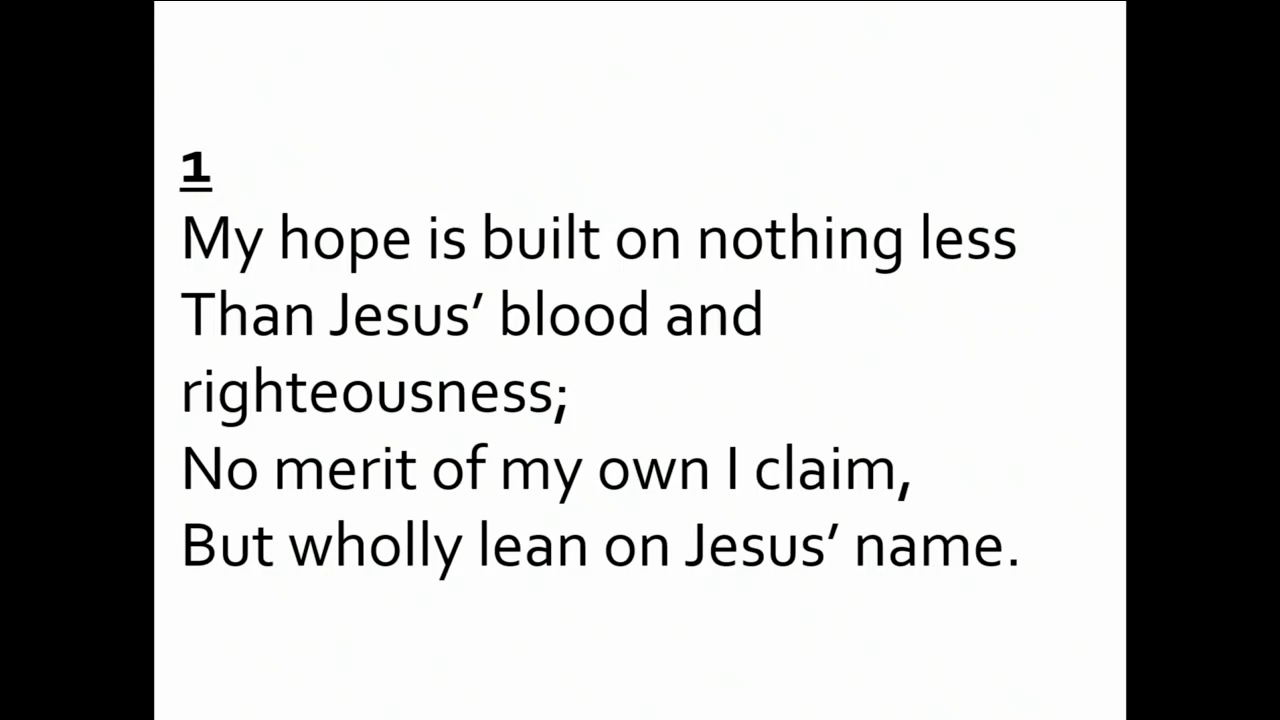 1
My hope is built on nothing less
Than Jesus’ blood and
righteousness;
No merit of my own I claim,
But wholly lean on Jesus’ name.